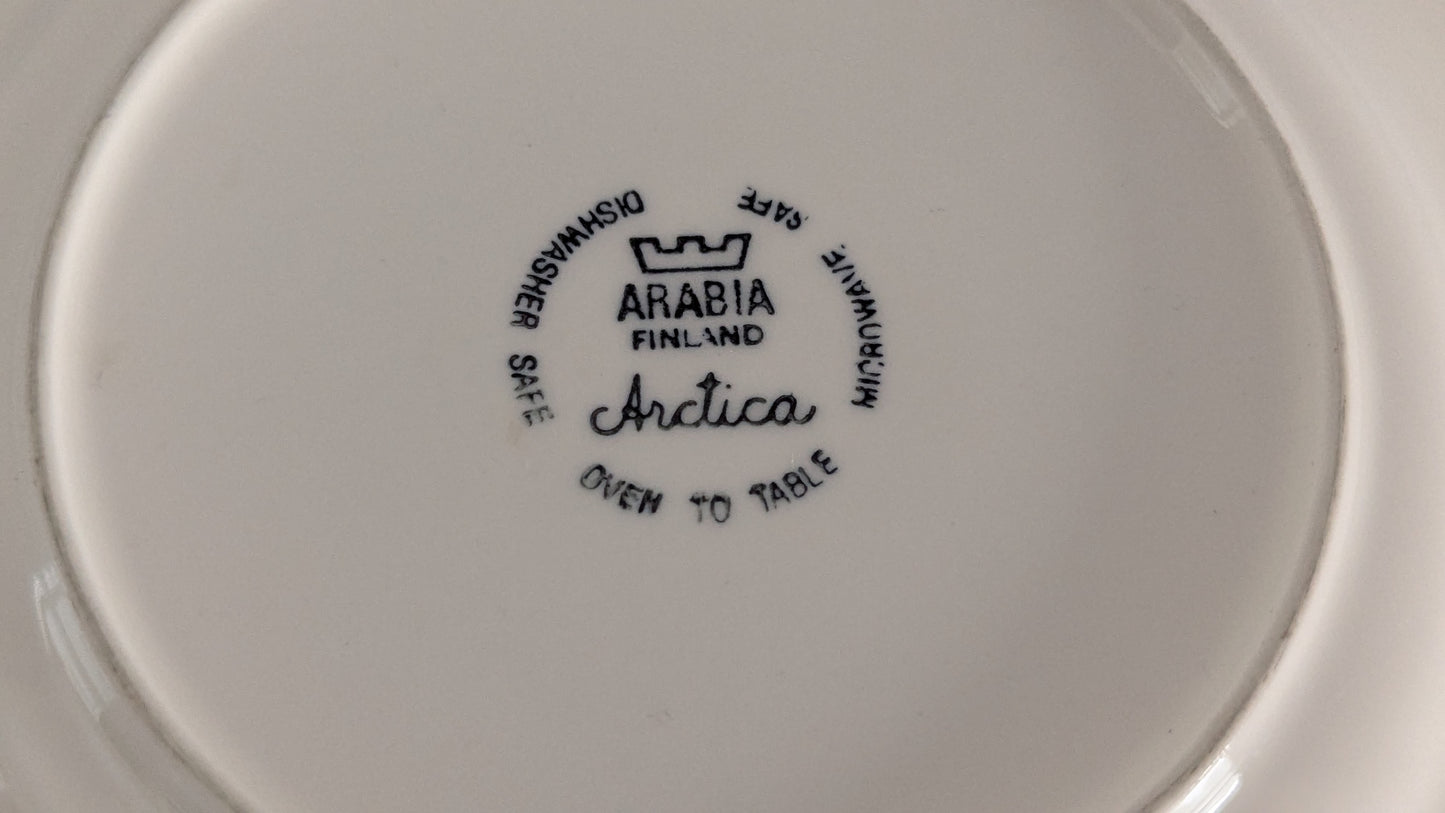 ARABIA
FINLAND
Arctica
DISHWASHER SAFE
OVEN TO TABLE
MICROWAVE SAFE